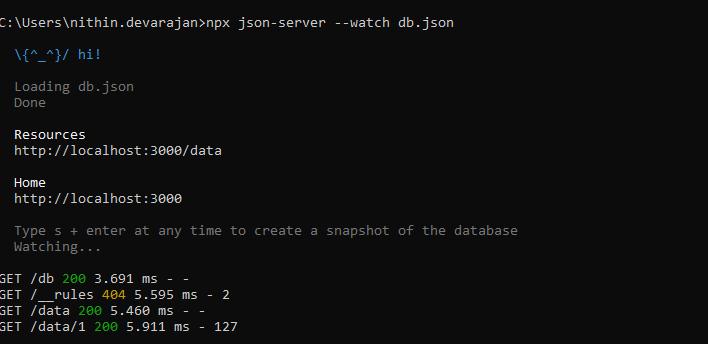 C:\Users\nithin.devarajan>npx json-server --watch db.json
\{^_^}/ hi!
Loading db.json
Done
Resources
http://localhost:3000/data
Home
http://localhost:3000
Type s + enter at any time to create a snapshot of the database
Watching...
GET /db 200 3.691 ms - -
GET /__rules 404 5.595 ms - 2
GET /data 200 5.460 ms - -
GET /data/1 200 5.911 ms - 127